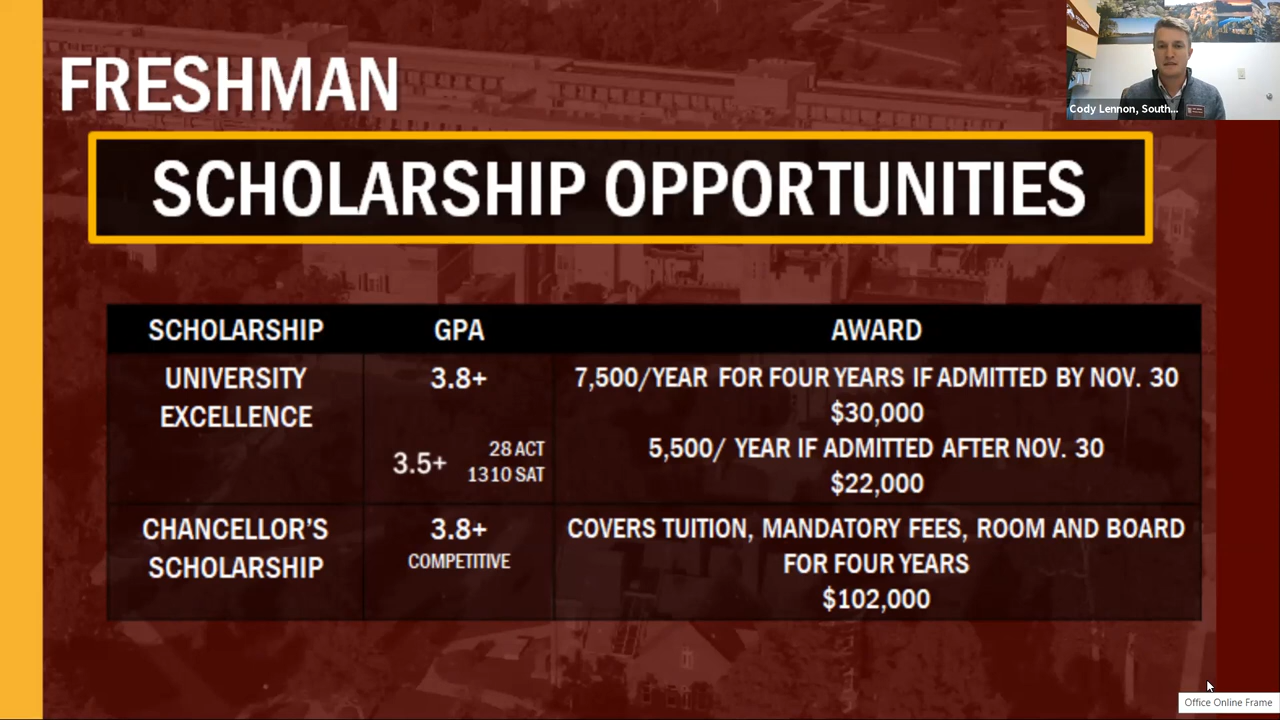 FRESHMAN
Cody Lennon, South...
SCHOLARSHIP OPPORTUNITIES
SCHOLARSHIP GPA AWARD
UNIVERSITY EXCELLENCE
3.8+
7,500/YEAR FOR FOUR YEARS IF ADMITTED BY NOV. 30
$30,000
3.5+ 28 ACT
1310 SAT
5,500/ YEAR IF ADMITTED AFTER NOV. 30
$22,000
CHANCELLOR'S
SCHOLARSHIP
3.8+
COMPETITIVE
COVERS TUITION, MANDATORY FEES, ROOM AND BOARD
FOR FOUR YEARS
$102,000
Office Online Frame